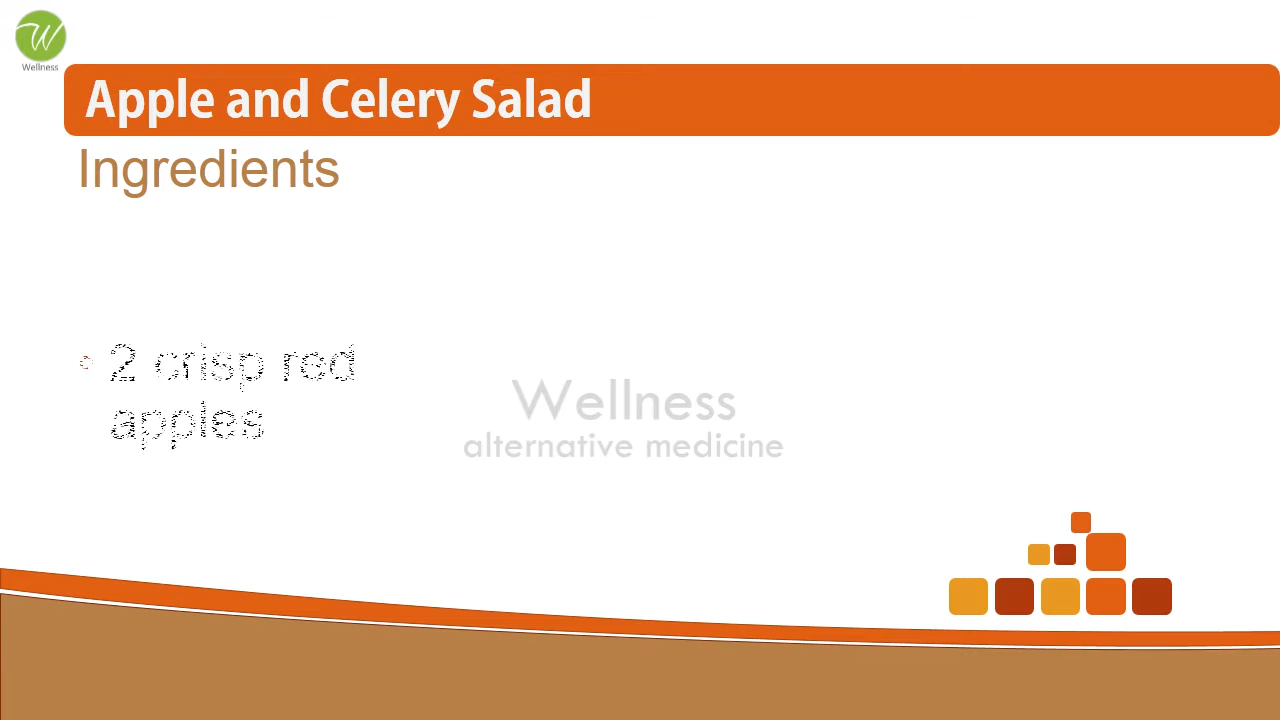 Wellness
Apple and Celery Salad
Ingredients
2 crisp red
apples
Wellness
alternative medicine